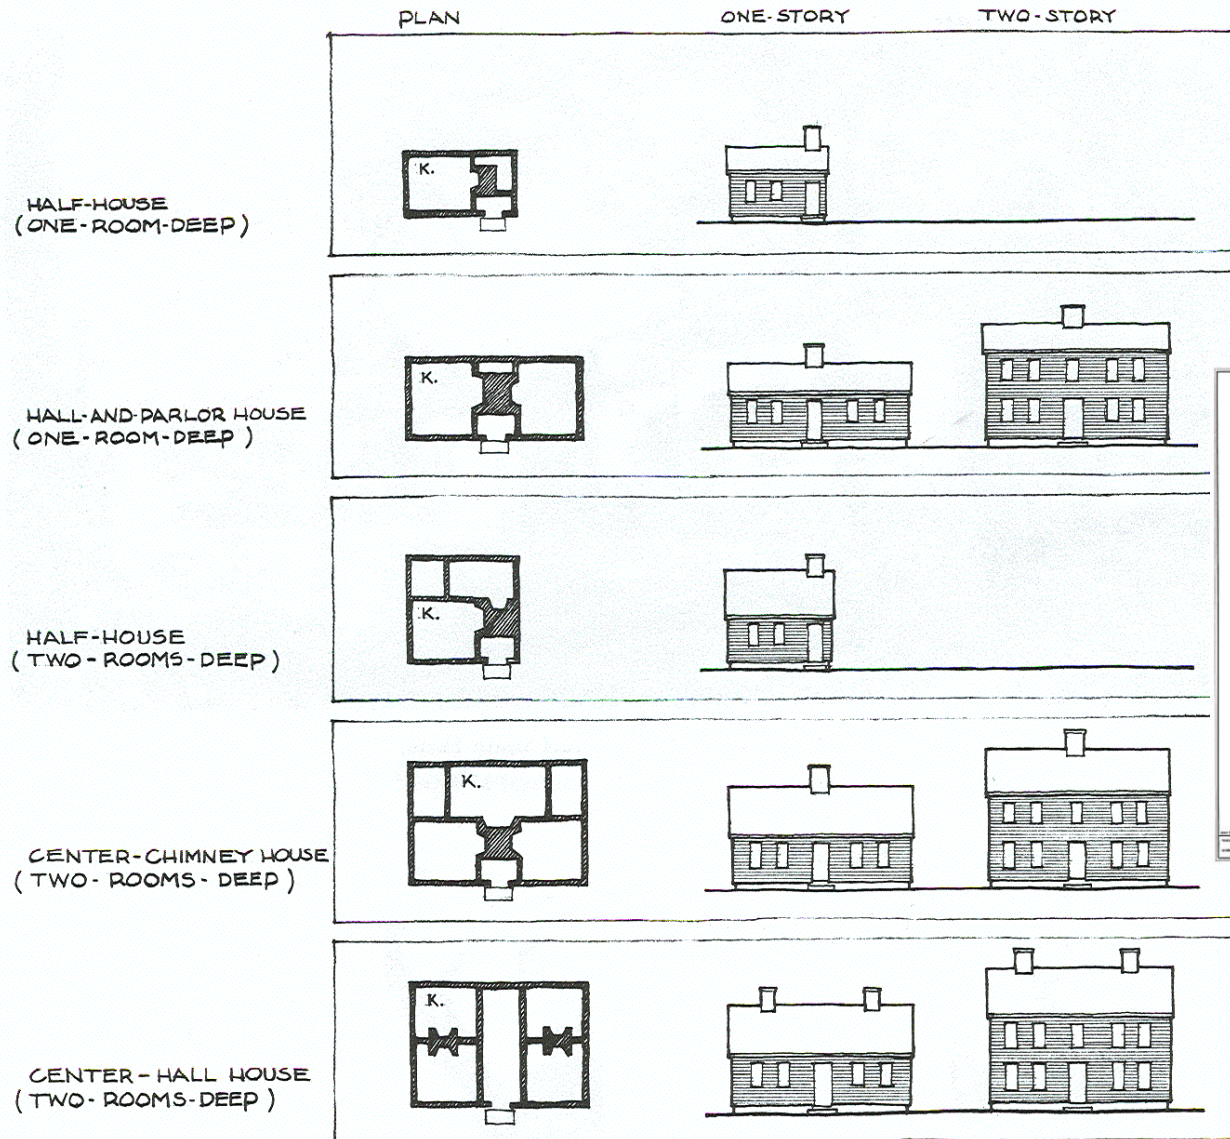 PLAN ONE-STORY TWO-STORY
K.
HALF-HOUSE
(ONE-ROOM-DEEP)
K.
HALL-AND-PARLOR HOUSE
(ONE-ROOM-DEEP)
K.
HALF-HOUSE
(TWO-ROOMS-DEEP)
K.
CENTER-CHIMNEY HOUSE
(TWO-ROOMS-DEEP)
K.
CENTER-HALL HOUSE
(TWO-ROOMS-DEEP)